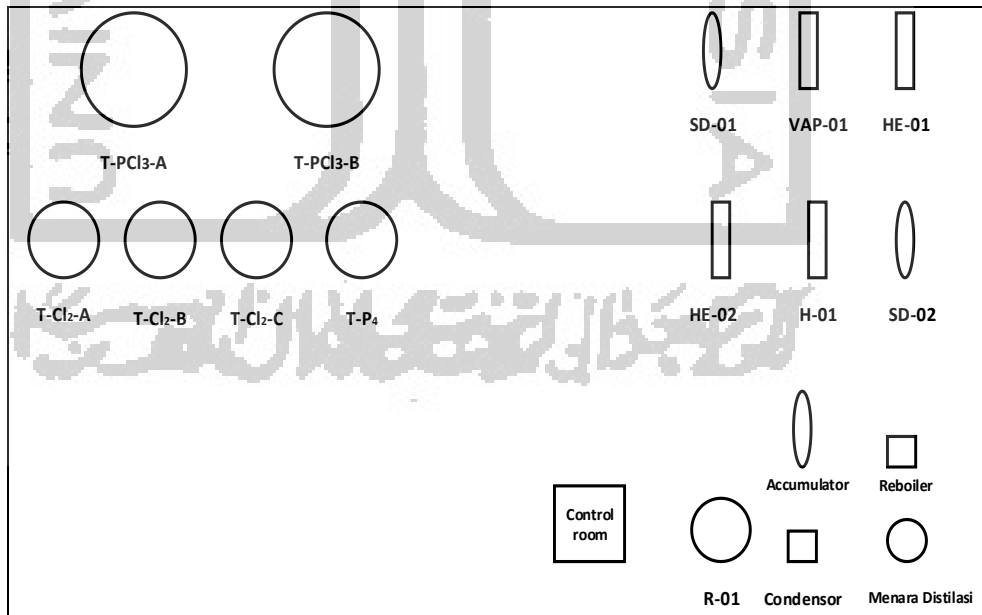 SD-01 VAP-01 HE-01
T-PCl₃-A T-PCl₃-B
T-Cl₂-A T-Cl₂-B T-Cl₂-C T-P₄ HE-02 H-01 SD-02
Accumulator Reboiler
Control
room
R-01 Condensor Menara Distilasi